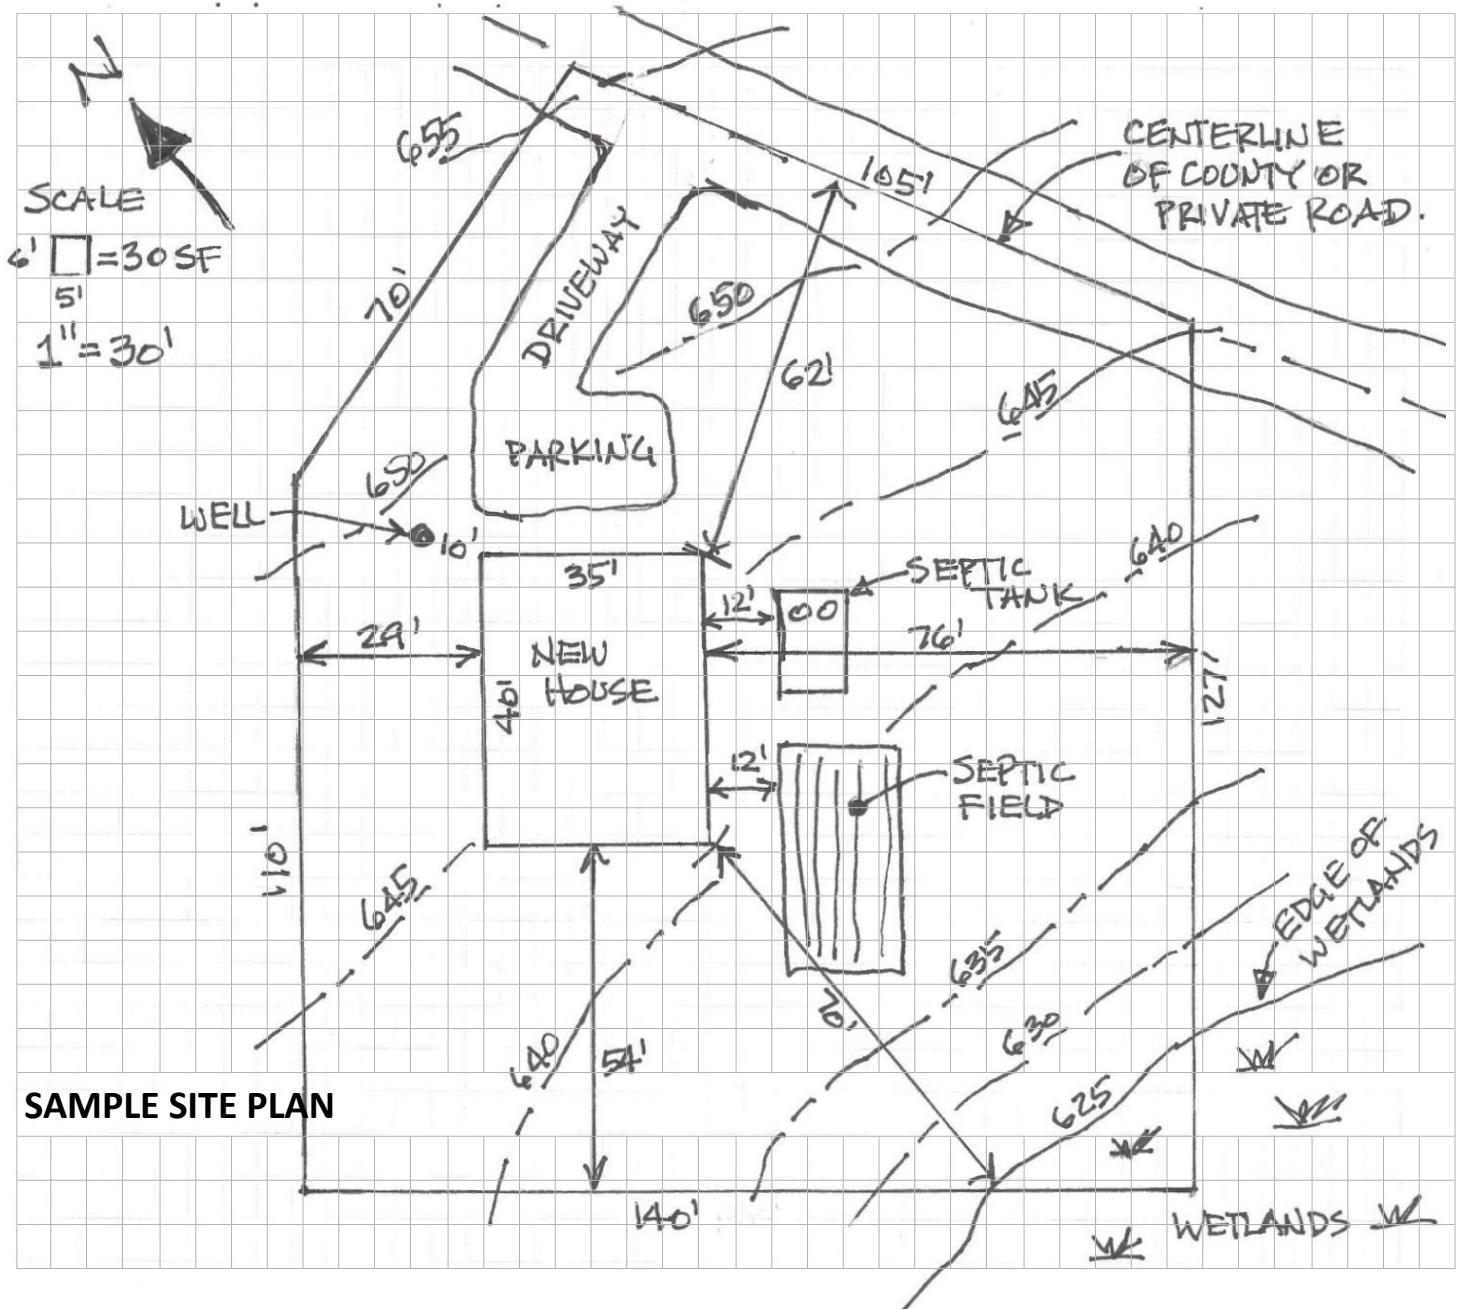 N
SCALE
6' = 30 SF
5'
1" = 30'
655
CENTERLINE
OF COUNTY OR
PRIVATE ROAD.
105'
DRIVEWAY
70'
650
62'
645
PARKING
650
WELL
10'
35'
640
SEPTIC
TANK
12'
29'
76'
NEW
HOUSE
40'
127'
12'
SEPTIC
FIELD
110'
645
EDGE OF
WETLANDS
635
70'
630
640
54'
625
SAMPLE SITE PLAN
140'
WETLANDS